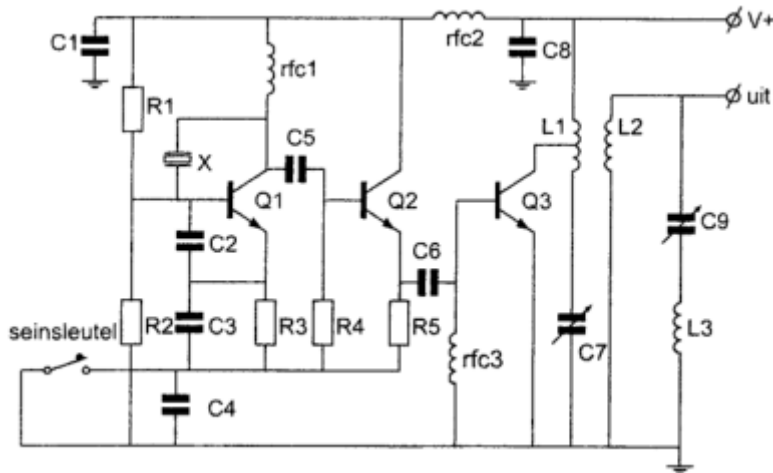 C1
rfc1
rfc2
C8
V+
uit
R1
X
C5
L1
L2
Q1
Q2
Q3
C9
C2
C6
seinsleutel
R2
C3
R3
R4
R5
rfc3
C7
L3
C4